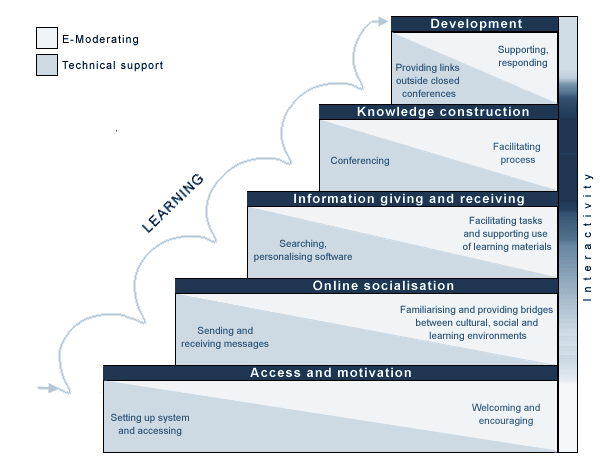 E-Moderating
Technical support
Development
Supporting,
responding
Providing links
outside closed
conferences
Knowledge construction
Facilitating
process
Conferencing
Information giving and receiving
Facilitating tasks
and supporting use
of learning materials
Searching,
personalising software
Online socialisation
Familiarising and providing bridges
between cultural, social and
learning environments
Sending and
receiving messages
Access and motivation
Welcoming and
encouraging
Setting up system
and accessing
LEARNING
Interactivity